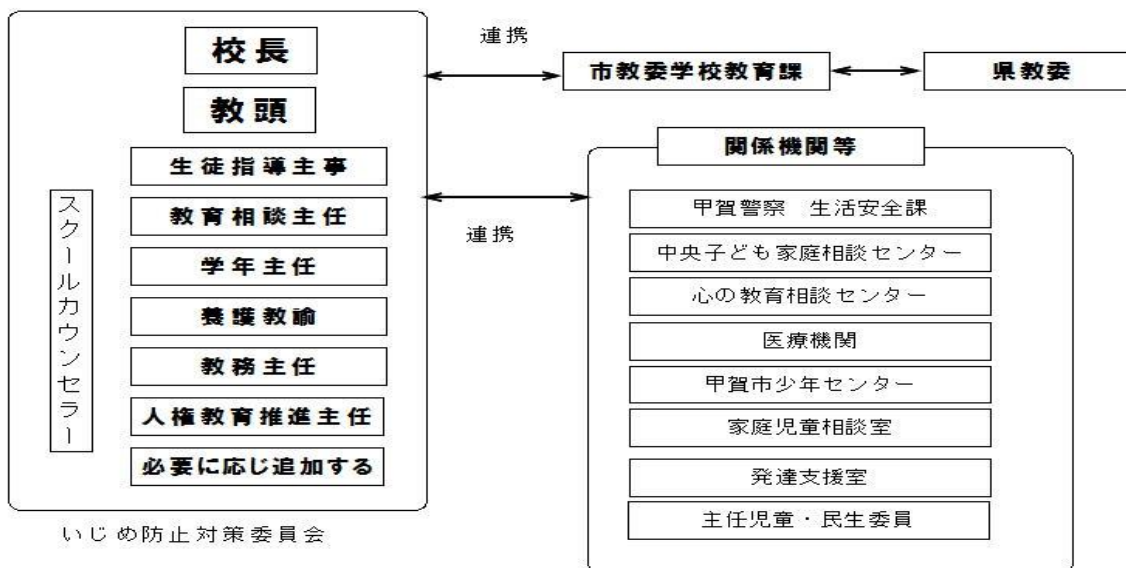 校長
教頭
生徒指導主事
教育相談主任
学年主任
養護教諭
教務主任
人権教育推進主任
必要に応じ追加する
スクールカウンセラー
いじめ防止対策委員会
連携
市教委学校教育課
県教委
連携
関係機関等
甲賀警察　生活安全課
中央子ども家庭相談センター
心の教育相談センター
医療機関
甲賀市少年センター
家庭児童相談室
発達支援室
主任児童・民生委員